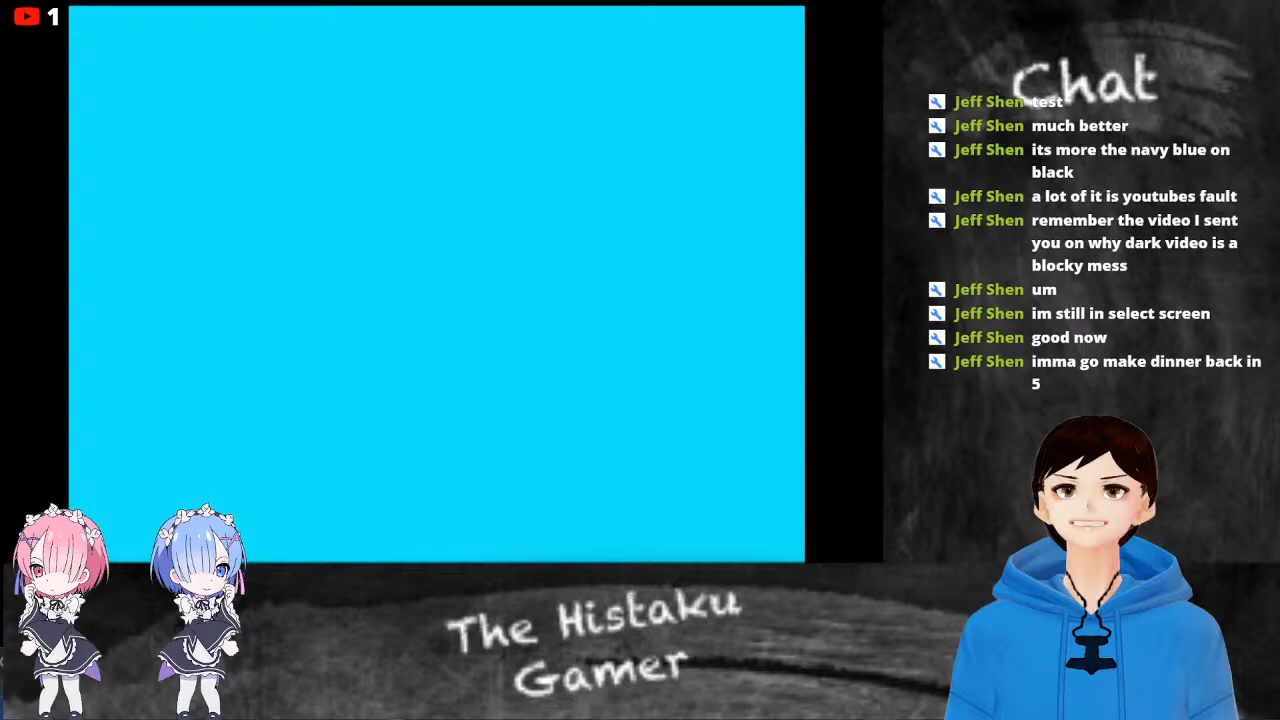 1
Chat
Jeff Shen test
Jeff Shen much better
Jeff Shen its more the navy blue on
black
Jeff Shen a lot of it is youtubes fault
Jeff Shen remember the video I sent
you on why dark video is a
blocky mess
Jeff Shen um
Jeff Shen im still in select screen
Jeff Shen good now
Jeff Shen imma go make dinner back in
5
The Histaku
Gamer